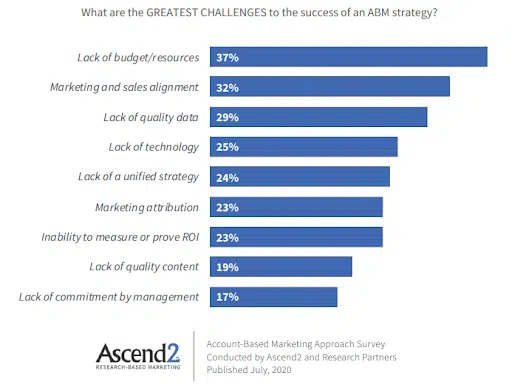 What are the GREATEST CHALLENGES to the success of an ABM strategy?
Lack of budget/resources 37%
Marketing and sales alignment 32%
Lack of quality data 29%
Lack of technology 25%
Lack of a unified strategy 24%
Marketing attribution 23%
Inability to measure or prove ROI 23%
Lack of quality content 19%
Lack of commitment by management 17%
Ascend2
RESEARCH-BASED MARKETING
Account-Based Marketing Approach Survey
Conducted by Ascend2 and Research Partners
Published July, 2020